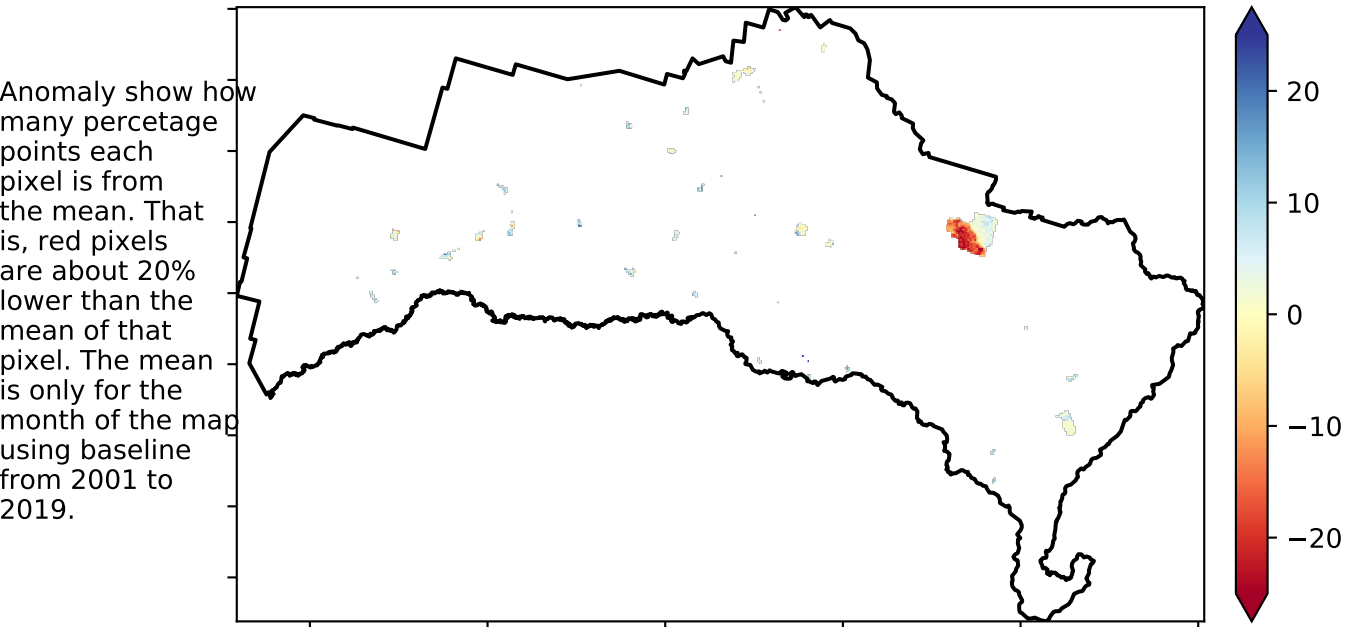 Anomaly show how
many percetage
points each
pixel is from
the mean. That
is, red pixels
are about 20%
lower than the
mean of that
pixel. The mean
is only for the
month of the map
using baseline
from 2001 to
2019.
20
10
0
−10
−20